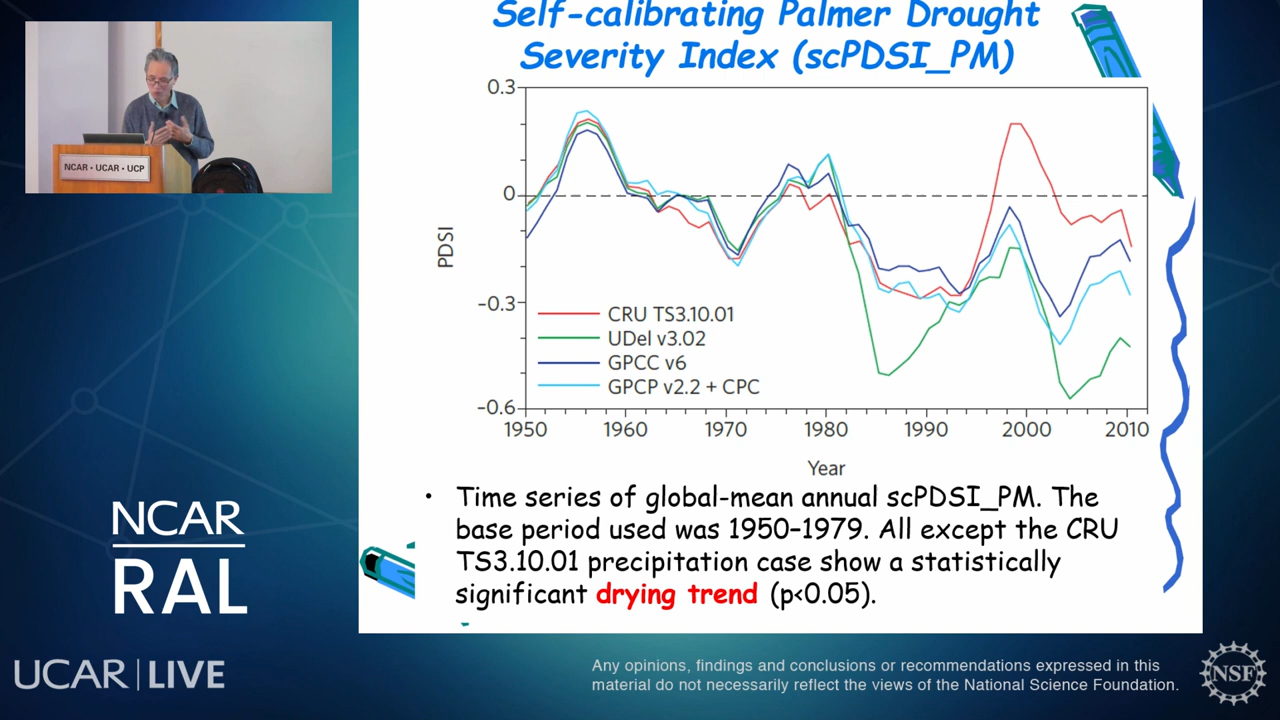 Self-calibrating Palmer Drought
Severity Index (scPDSI_PM)
NCAR • UCAR • UCP
0.3
0
-0.3
-0.6
PDSI
CRU TS3.10.01
UDel v3.02
GPCC v6
GPCP v2.2 + CPC
1950 1960 1970 1980 1990 2000 2010
Year
• Time series of global-mean annual scPDSI_PM. The
base period used was 1950–1979. All except the CRU
TS3.10.01 precipitation case show a statistically
significant drying trend (p<0.05).
NCAR
RAL
UCAR | LIVE
Any opinions, findings and conclusions or recommendations expressed in this
material do not necessarily reflect the views of the National Science Foundation.
NSF